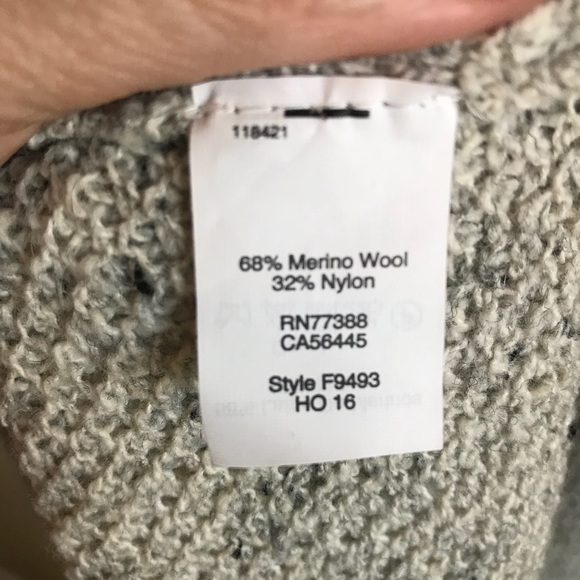 118421
68% Merino Wool
32% Nylon
RN77388
CA56445
Style F9493
HO 16